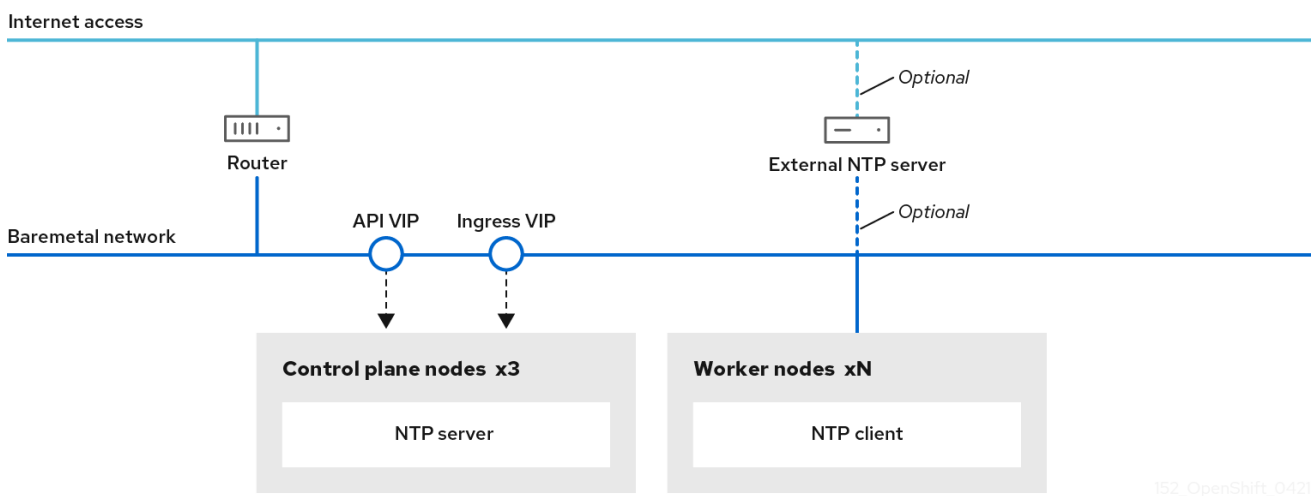 Internet access
Optional
Router
External NTP server
Optional
API VIP
Ingress VIP
Baremetal network
Control plane nodes x3
Worker nodes xN
NTP server
NTP client
152_OpenShift_0421